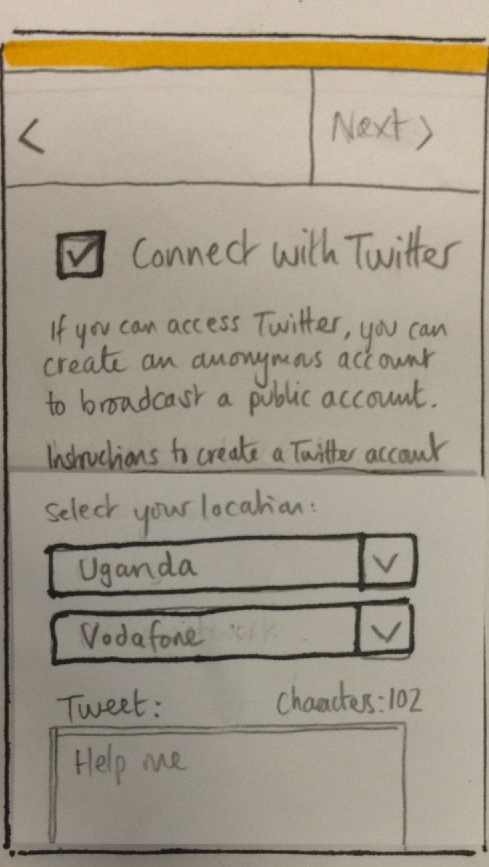 <
Next >
Connect with Twitter
If you can access Twitter, you can
create an anonymous account
to broadcast a public account.
Instructions to create a Twitter account
Select your location:
Uganda
Vodafone
Tweet: Characters:102
Help me